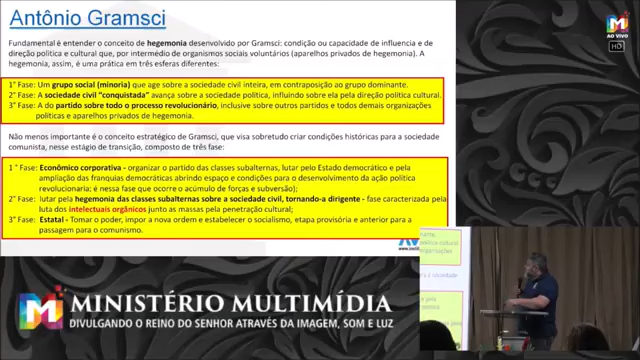 Antônio Gramsci
Fundamental é entender o conceito de hegemonia desenvolvido por Gramsci: condição ou capacidade de influencia e de
direção politica e cultural que, por intermédio de organismos sociais voluntários (aparelhos privados de hegemonia). A
hegemonia, assim, é uma pratica em três esferas diferentes:
1ª Fase: Um grupo social (minoria) que age sobre a sociedade civil inteira, em contraposição ao grupo dominante.
2ª Fase: A sociedade civil "conquistada" avança sobre a sociedade política, influindo sobre ela pela direção politica cultural.
3ª Fase: A do partido sobre todo o processo revolucionário, inclusive sobre outros partidos e todos demais organizações
políticas e aparelhos privados de hegemonia.
Não menos importante é o conceito estratégico de Gramsci, que visa sobretudo criar condições históricas para a sociedade
comunista, nesse estágio de transição, composto de três fase:
1 ª Fase: Econômico corporativa - organizar o partido das classes subalternas, lutar pelo Estado democrático e pela
ampliação das franquias democráticas abrindo espaço e condições para o desenvolvimento da ação politica
revolucionaria; é nessa fase que ocorre o acúmulo de forças e subversão);
2ª Fase: lutar pela hegemonia das classes subalternas sobre a sociedade civil, tornando-a dirigente - fase caracterizada pela
luta dos intelectuais orgânicos junto as massas pela penetração cultural;
3ª Fase: Estatal - Tomar o poder, impor a nova ordem e estabelecer o socialismo, etapa provisória e anterior para a
passagem para o comunismo.
AO VIVO
HD
MINISTÉRIO MULTIMÍDIA
DIVULGANDO O REINO DO SENHOR ATRAVÉS DA IMAGEM, SOM E LUZ